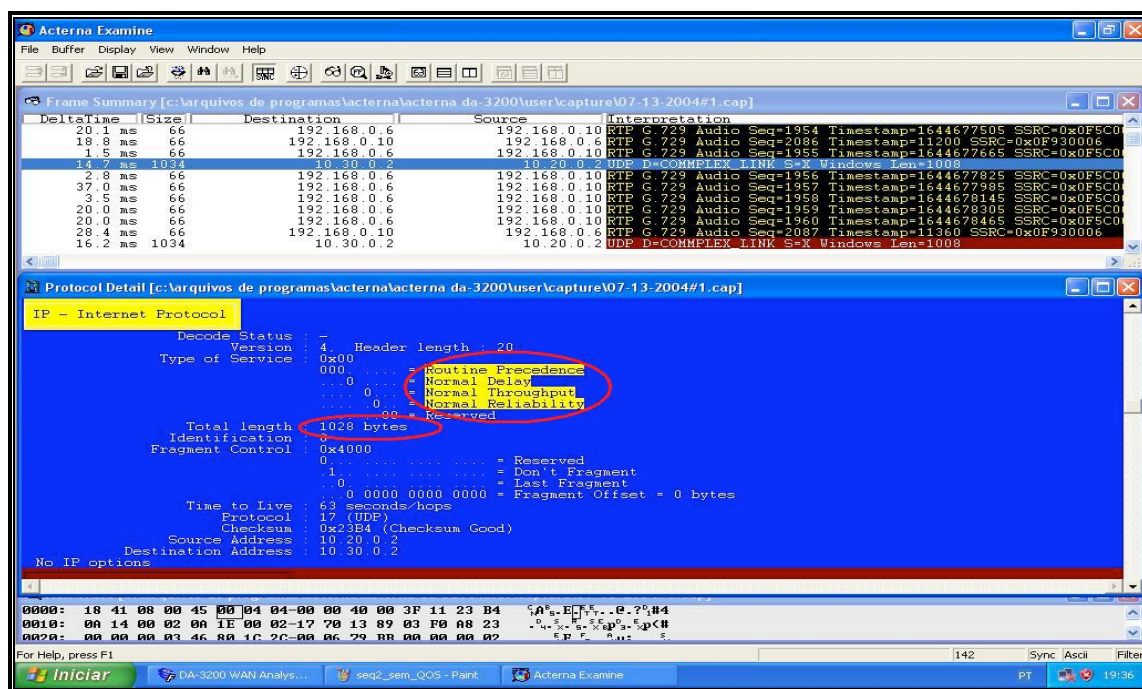 Acterna Examine
File Buffer Display View Window Help
Frame Summary [c:\arquivos de programas\acterna\acterna da-3200\user\capture\07-13-2004#1.cap]
DeltaTime Size Destination Source Interpretation
20.1 ms 66 192.168.0.6 192.168.0.10 RTP G.729 Audio Seq=1954 Timestamp=1644677505 SSRC=0x0F5C0
18.8 ms 66 192.168.0.10 192.168.0.6 RTP G.729 Audio Seq=2086 Timestamp=11200 SSRC=0x0F930006
1.5 ms 66 192.168.0.6 192.168.0.10 RTP G.729 Audio Seq=1955 Timestamp=1644677665 SSRC=0x0F5C0
14.7 ms 1034 10.30.0.2 10.20.0.2 UDP D=COMMPLEX_LINK S=X Windows Len=1008
2.8 ms 66 192.168.0.6 192.168.0.10 RTP G.729 Audio Seq=1956 Timestamp=1644677825 SSRC=0x0F5C0
37.0 ms 66 192.168.0.6 192.168.0.10 RTP G.729 Audio Seq=1957 Timestamp=1644677985 SSRC=0x0F5C0
3.5 ms 66 192.168.0.6 192.168.0.10 RTP G.729 Audio Seq=1958 Timestamp=1644678145 SSRC=0x0F5C0
20.0 ms 66 192.168.0.6 192.168.0.10 RTP G.729 Audio Seq=1959 Timestamp=1644678305 SSRC=0x0F5C0
20.0 ms 66 192.168.0.6 192.168.0.10 RTP G.729 Audio Seq=1960 Timestamp=1644678465 SSRC=0x0F5C0
28.4 ms 66 192.168.0.10 192.168.0.6 RTP G.729 Audio Seq=2087 Timestamp=11360 SSRC=0x0F930006
16.2 ms 1034 10.30.0.2 10.20.0.2 UDP D=COMMPLEX_LINK S=X Windows Len=1008
Protocol Detail [c:\arquivos de programas\acterna\acterna da-3200\user\capture\07-13-2004#1.cap]
IP - Internet Protocol
Decode Status : -
Version : 4, Header length : 20
Type of Service : 0x00
000. .... = Routine Precedence
...0 .... = Normal Delay
.... 0... = Normal Throughput
.... .0.. = Normal Reliability
.... ..00 = Reserved
Total length : 1028 bytes
Identification : 0
Fragment Control : 0x4000
0... .... .... .... = Reserved
.1.. .... .... .... = Don't Fragment
..0. .... .... .... = Last Fragment
...0 0000 0000 0000 = Fragment Offset = 0 bytes
Time to Live : 63 seconds/hops
Protocol : 17 (UDP)
Checksum : 0x23B4 (Checksum Good)
Source Address : 10.20.0.2
Destination Address : 10.30.0.2
No IP options
0000: 18 41 08 00 45 00 04 04-00 00 40 00 3F 11 23 B4
0010: 0A 14 00 02 0A 1E 00 02-17 70 13 89 03 F0 A8 23
0020: 00 00 00 03 46 80 1C 2C-00 06 79 BB 00 00 00 02
For Help, press F1 142 Sync Ascii Filter
Iniciar DA-3200 WAN Analys... seq2_sem_QOS - Paint Acterna Examine PT 19:36